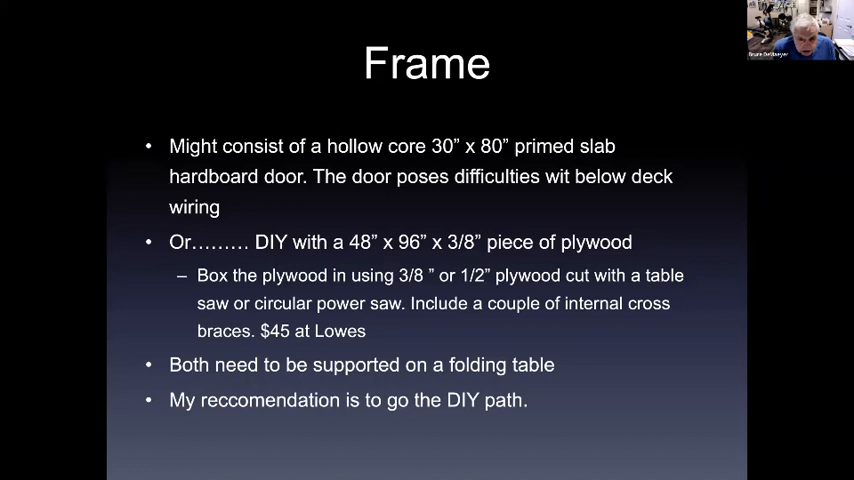 Frame
• Might consist of a hollow core 30” x 80” primed slab
hardboard door. The door poses difficulties wit below deck
wiring
• Or……… DIY with a 48” x 96” x 3/8” piece of plywood
– Box the plywood in using 3/8 ” or 1/2” plywood cut with a table
saw or circular power saw. Include a couple of internal cross
braces. $45 at Lowes
• Both need to be supported on a folding table
• My reccomendation is to go the DIY path.